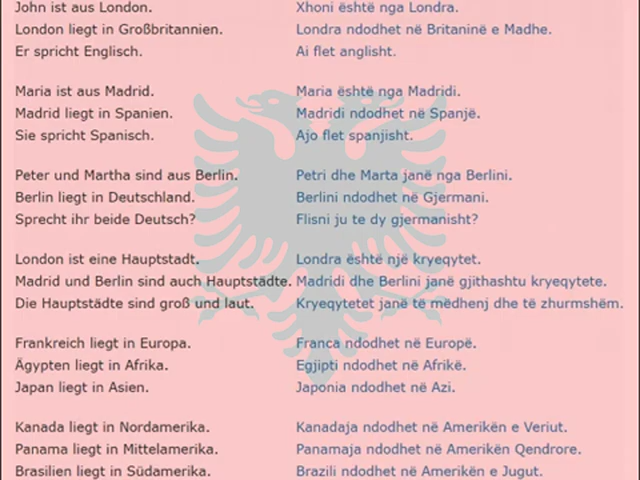 John ist aus London. Xhoni është nga Londra.
London liegt in Großbritannien. Londra ndodhet në Britaninë e Madhe.
Er spricht Englisch. Ai flet anglisht.
Maria ist aus Madrid. Maria është nga Madridi.
Madrid liegt in Spanien. Madridi ndodhet në Spanjë.
Sie spricht Spanisch. Ajo flet spanjisht.
Peter und Martha sind aus Berlin. Petri dhe Marta janë nga Berlini.
Berlin liegt in Deutschland. Berlini ndodhet në Gjermani.
Sprecht ihr beide Deutsch? Flisni ju te dy gjermanisht?
London ist eine Hauptstadt. Londra është një kryeqytet.
Madrid und Berlin sind auch Hauptstädte. Madridi dhe Berlini janë gjithashtu kryeqytete.
Die Hauptstädte sind groß und laut. Kryeqytetet janë të mëdhenj dhe të zhurmshëm.
Frankreich liegt in Europa. Franca ndodhet në Europë.
Ägypten liegt in Afrika. Egjipti ndodhet në Afrikë.
Japan liegt in Asien. Japonia ndodhet në Azi.
Kanada liegt in Nordamerika. Kanadaja ndodhet në Amerikën e Veriut.
Panama liegt in Mittelamerika. Panamaja ndodhet në Amerikën Qendrore.
Brasilien liegt in Südamerika. Brazili ndodhet në Amerikën e Jugut.